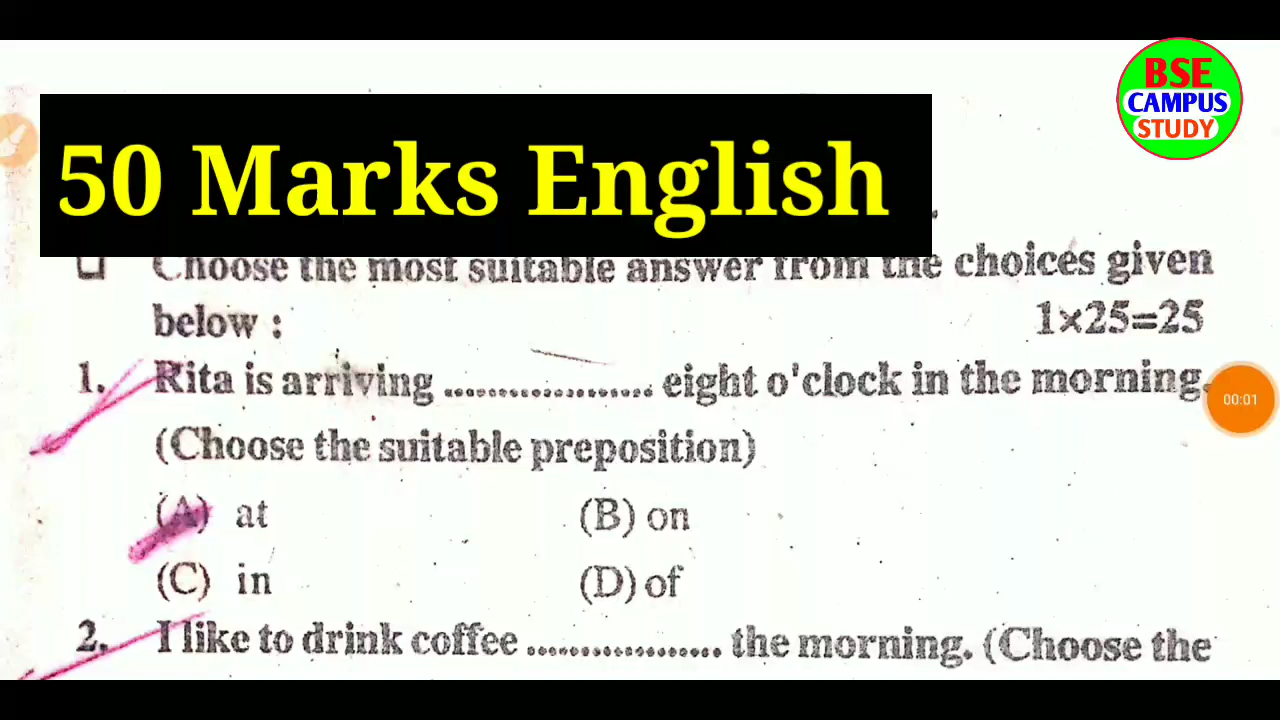 BSE
CAMPUS
STUDY
50 Marks English
Choose the most suitable answer from the choices given
below : 1×25=25
1. Rita is arriving ................... eight o'clock in the morning.
00:01
(Choose the suitable preposition)
(A) at (B) on
(C) in (D) of
2. I like to drink coffee ................... the morning. (Choose the